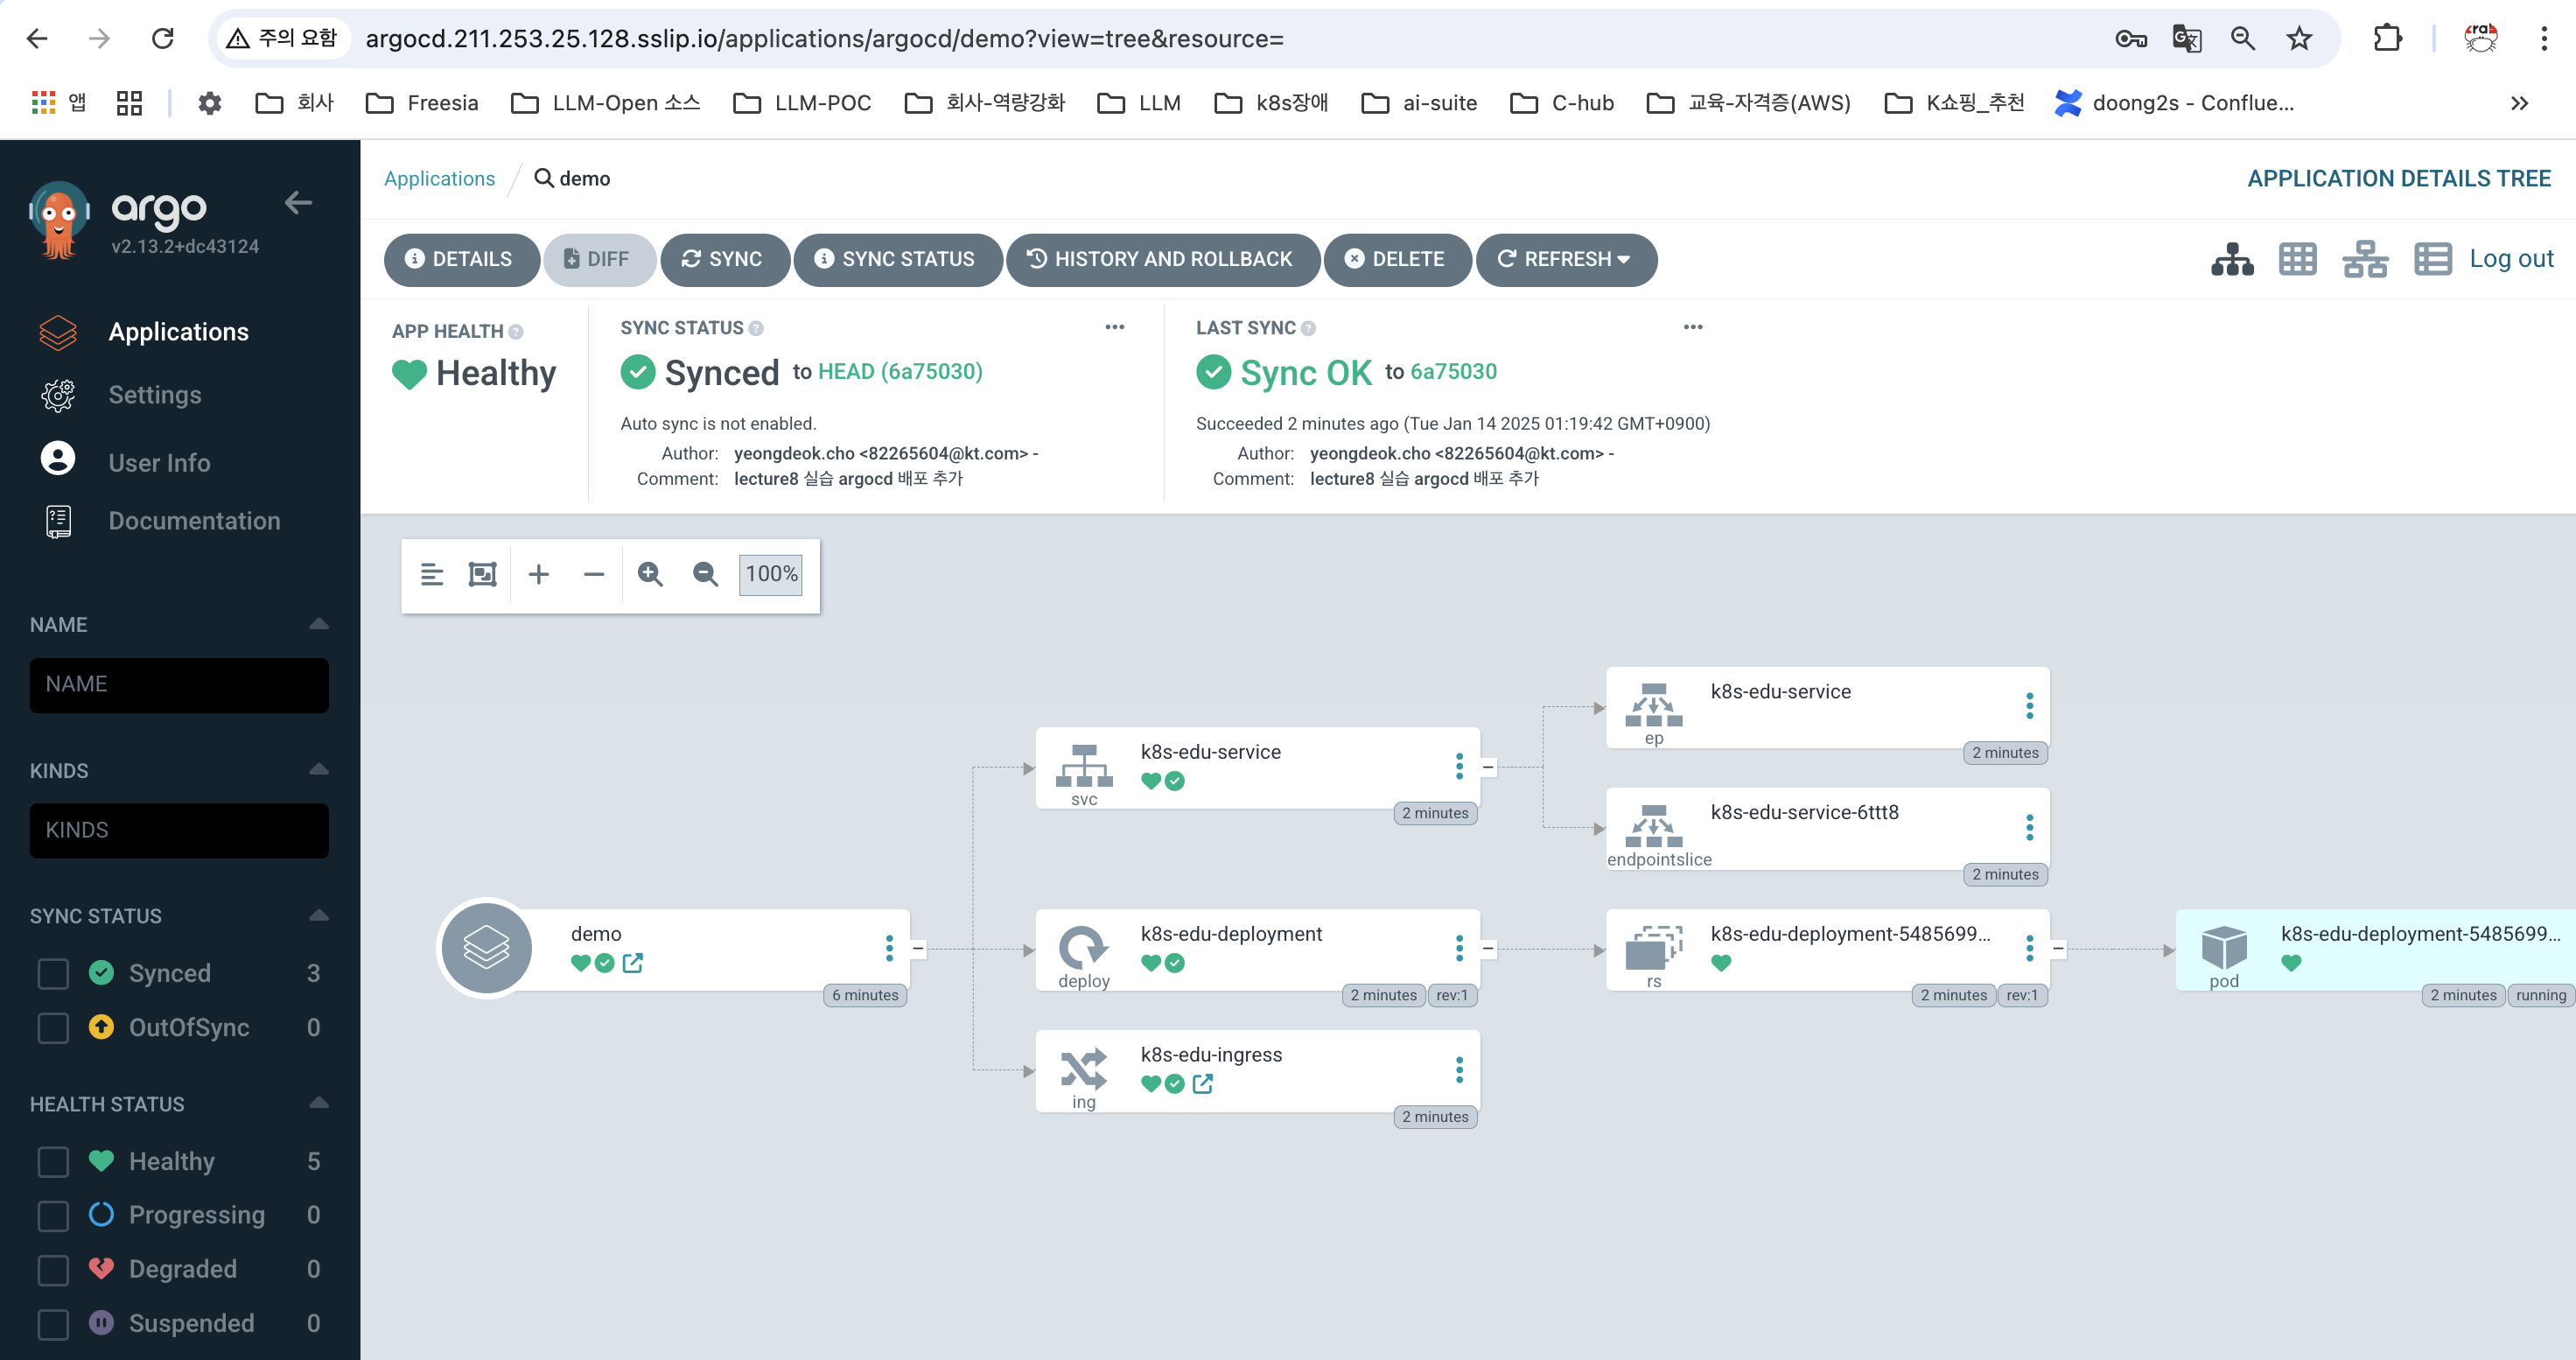 주의 요함 argocd.211.253.25.128.sslip.io/applications/argocd/demo?view=tree&resource=
앱 회사 Freesia LLM-Open 소스 LLM-POC 회사-역량강화 LLM k8s장애 ai-suite C-hub 교육-자격증(AWS) K쇼핑_추천 doong2s - Conflue...
argo
v2.13.2+dc43124
Applications
Settings
User Info
Documentation
NAME
NAME
KINDS
KINDS
SYNC STATUS
Synced 3
OutOfSync 0
HEALTH STATUS
Healthy 5
Progressing 0
Degraded 0
Suspended 0
Applications / demo
APPLICATION DETAILS TREE
DETAILS DIFF SYNC SYNC STATUS HISTORY AND ROLLBACK DELETE REFRESH
Log out
APP HEALTH
Healthy
SYNC STATUS
Synced to HEAD (6a75030)
Auto sync is not enabled.
Author: yeongdeok.cho <82265604@kt.com> -
Comment: lecture8 실습 argocd 배포 추가
LAST SYNC
Sync OK to 6a75030
Succeeded 2 minutes ago (Tue Jan 14 2025 01:19:42 GMT+0900)
Author: yeongdeok.cho <82265604@kt.com> -
Comment: lecture8 실습 argocd 배포 추가
100%
demo
6 minutes
k8s-edu-service
svc
2 minutes
k8s-edu-deployment
deploy
2 minutes rev:1
k8s-edu-ingress
ing
2 minutes
k8s-edu-service
ep
2 minutes
k8s-edu-service-6ttt8
endpointslice
2 minutes
k8s-edu-deployment-5485699...
rs
2 minutes rev:1
k8s-edu-deployment-5485699...
pod
2 minutes running